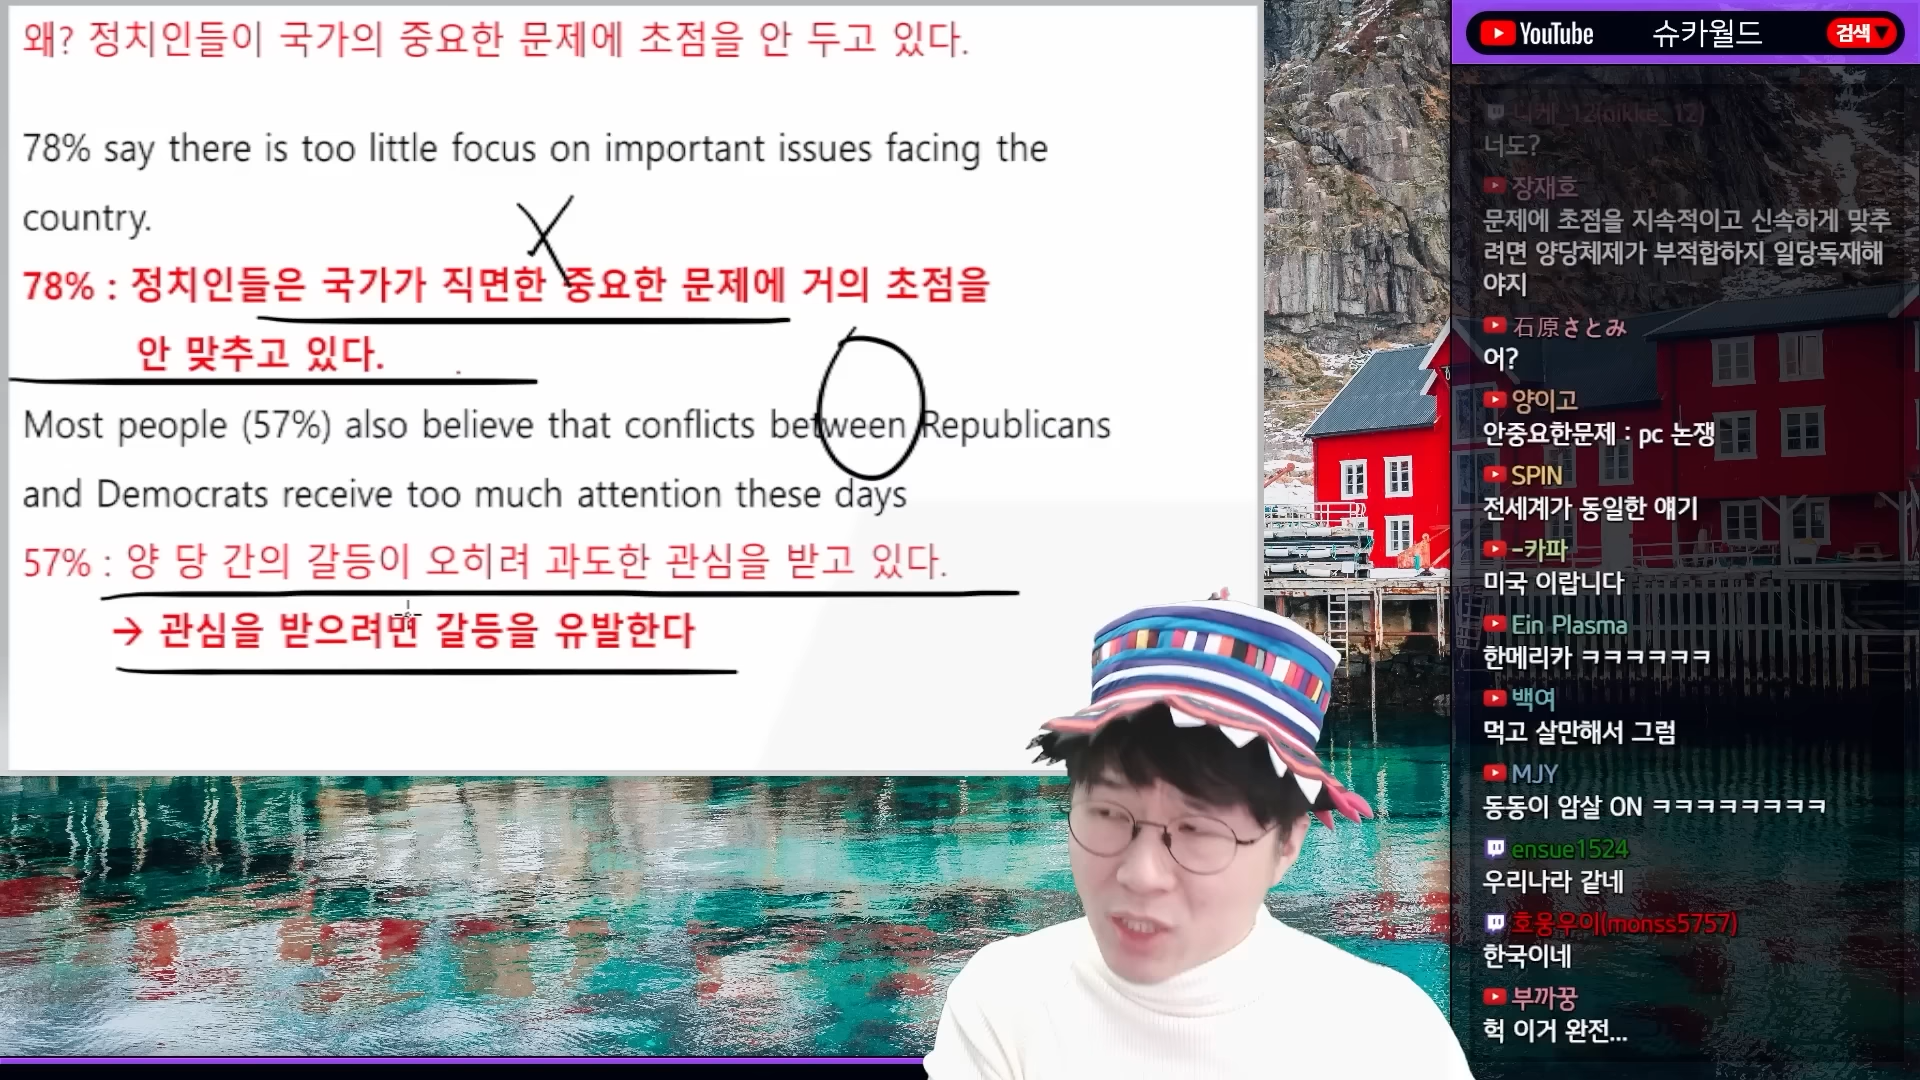 왜? 정치인들이 국가의 중요한 문제에 초점을 안 두고 있다.
78% say there is too little focus on important issues facing the
country.
78% : 정치인들은 국가가 직면한 중요한 문제에 거의 초점을
안 맞추고 있다.
Most people (57%) also believe that conflicts between Republicans
and Democrats receive too much attention these days
57% : 양 당 간의 갈등이 오히려 과도한 관심을 받고 있다.
→ 관심을 받으려면 갈등을 유발한다
YouTube 슈카월드 검색
니케_12(nikke_12)
너도?
장재호
문제에 초점을 지속적이고 신속하게 맞추
려면 양당체제가 부적합하지 일당독재해
야지
石原さとみ
어?
양이고
안중요한문제 : pc 논쟁
SPIN
전세계가 동일한 얘기
-카파
미국 이랍니다
Ein Plasma
한메리카 ㅋㅋㅋㅋㅋㅋ
백여
먹고 살만해서 그럼
MJY
동동이 암살 ON ㅋㅋㅋㅋㅋㅋㅋㅋ
ensue1524
우리나라 같네
호웅우이(monss5757)
한국이네
부까꿍
헉 이거 완전...